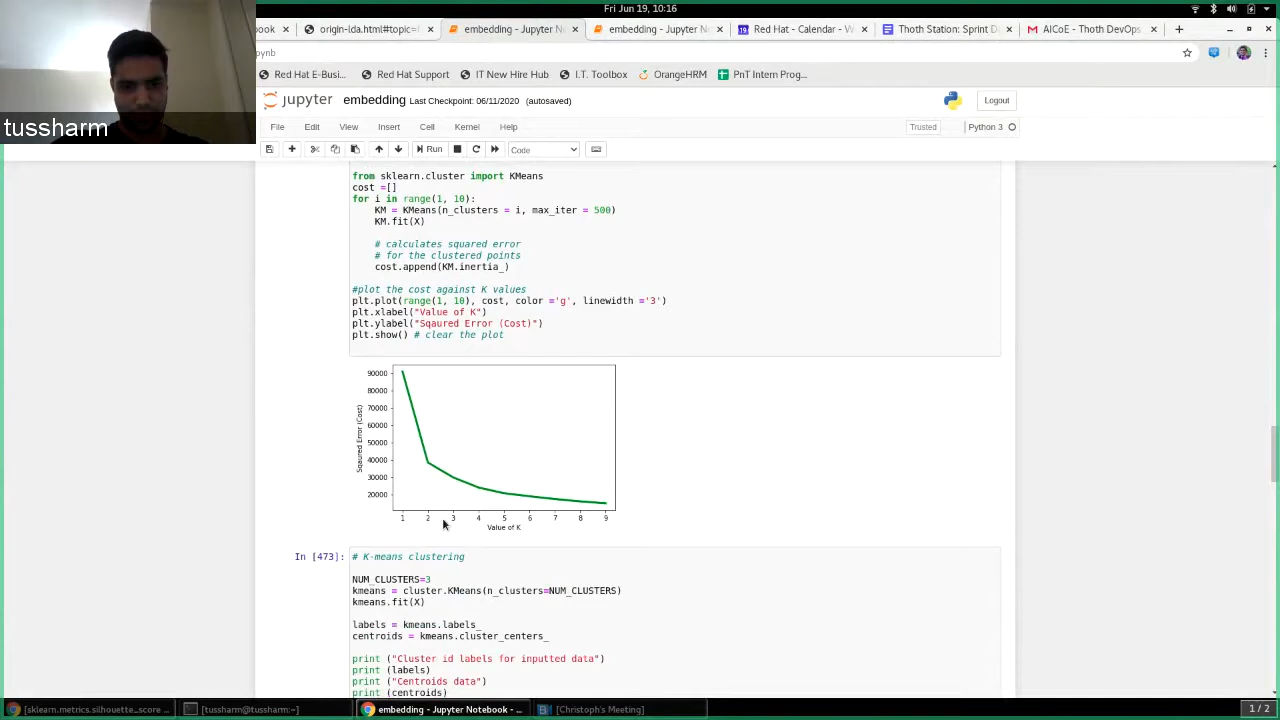 Fri Jun 19, 10:16
book
origin-lda.html#topic=
embedding - Jupyter N
embedding - Jupyter N
Red Hat - Calendar - W
Thoth Station: Sprint D
AiCoE - Thoth DevOps
pynb
Red Hat E-Busi...
Red Hat Support
IT New Hire Hub
I.T. Toolbox
OrangeHRM
PnT Intern Prog...
jupyter embedding Last Checkpoint: 06/11/2020 (autosaved)
Logout
tussharm
File Edit View Insert Cell Kernel Help
Trusted
Python 3
Run
Code
from sklearn.cluster import KMeans
cost =[]
for i in range(1, 10):
KM = KMeans(n_clusters = i, max_iter = 500)
KM.fit(X)
# calculates squared error
# for the clustered points
cost.append(KM.inertia_)
#plot the cost against K values
plt.plot(range(1, 10), cost, color ='g', linewidth ='3')
plt.xlabel("Value of K")
plt.ylabel("Sqaured Error (Cost)")
plt.show() # clear the plot
90000
80000
70000
60000
50000
40000
30000
20000
Sqaured Error (Cost)
1 2 3 4 5 6 7 8 9
Value of K
In [473]:
# K-means clustering
NUM_CLUSTERS=3
kmeans = cluster.KMeans(n_clusters=NUM_CLUSTERS)
kmeans.fit(X)
labels = kmeans.labels_
centroids = kmeans.cluster_centers_
print ("Cluster id labels for inputted data")
print (labels)
print ("Centroids data")
print (centroids)
[sklearn.metrics.silhouette_score ...
[tussharm@tussharm:~]
embedding - Jupyter Notebook - ...
[Christoph's Meeting]
1 / 2